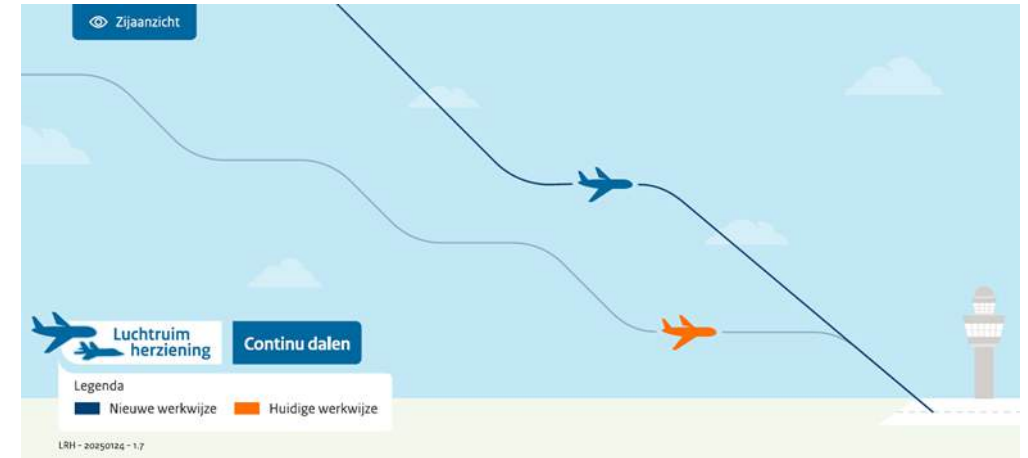 Zijaanzicht
Luchtruim
herziening
Continu dalen
Legenda
Nieuwe werkwijze
Huidige werkwijze
LRH - 20250124 - 1.7